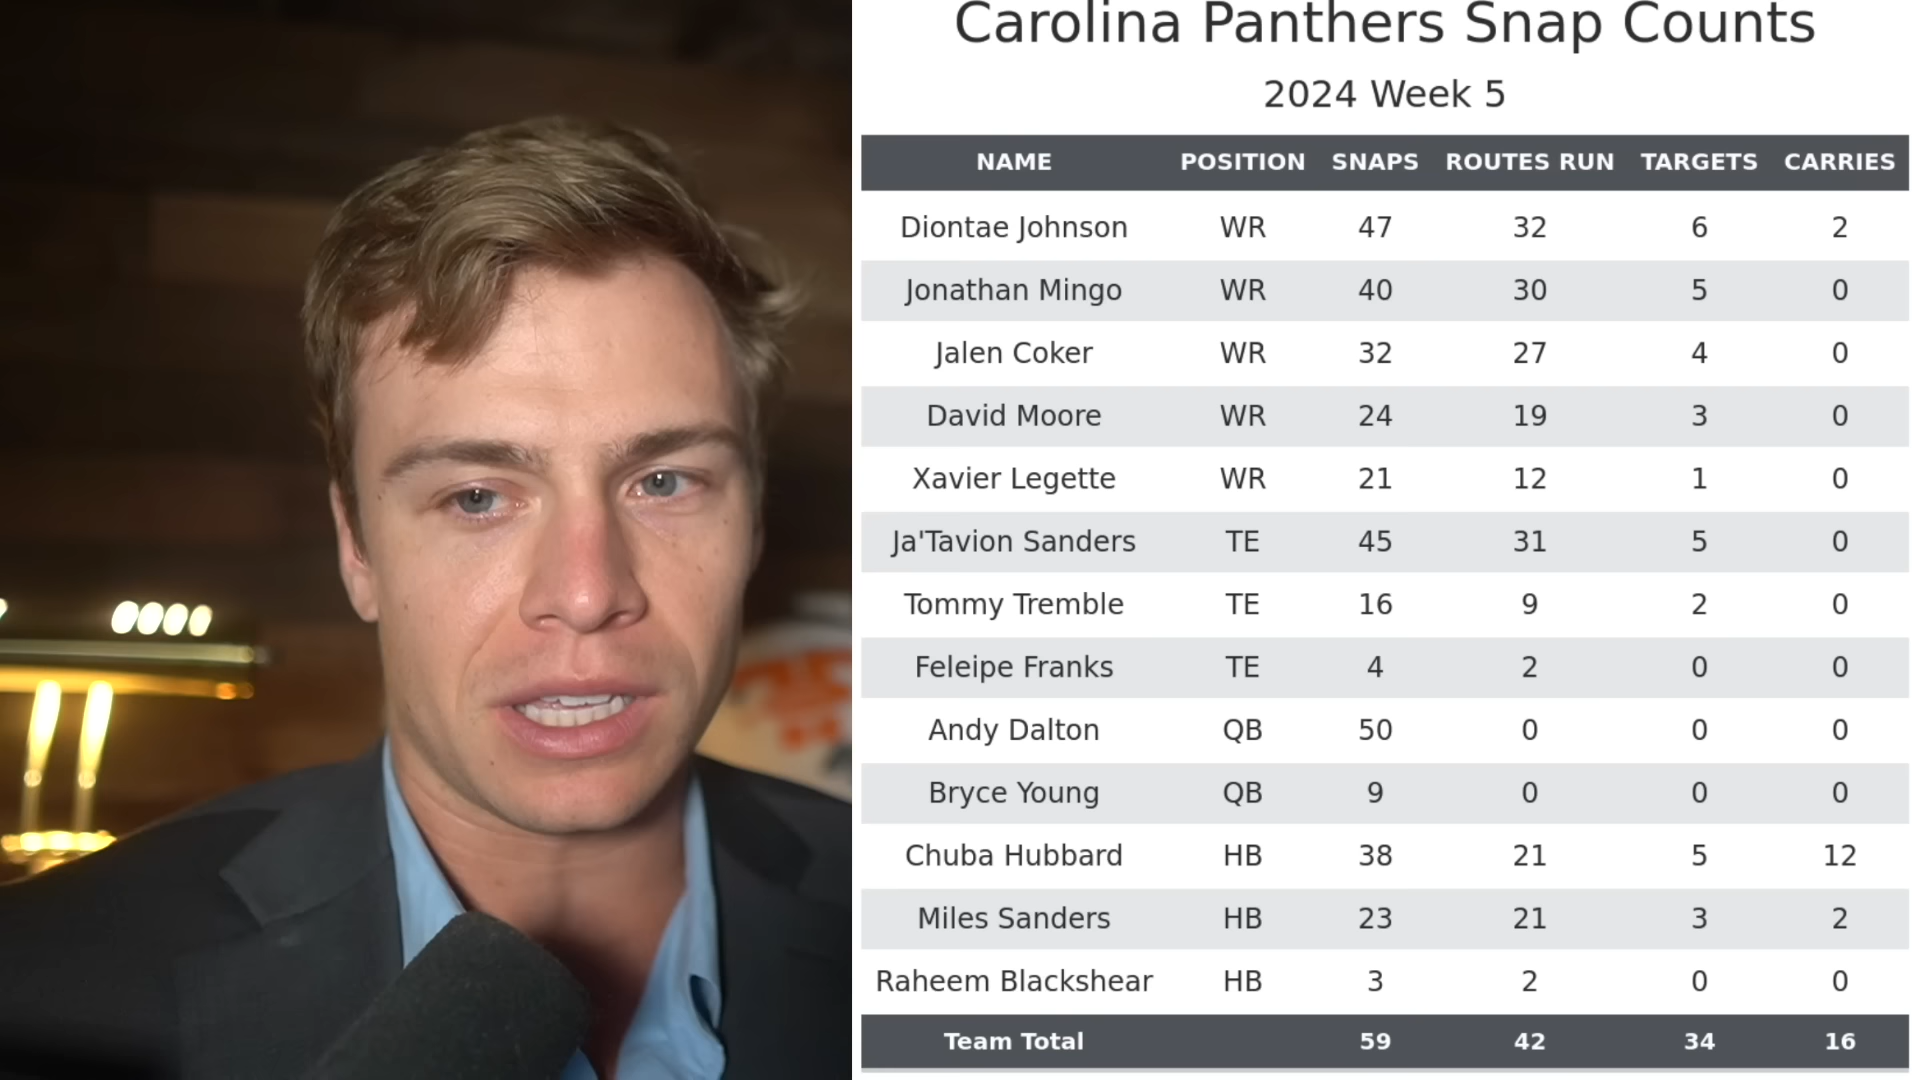 Carolina Panthers Snap Counts
2024 Week 5
NAME POSITION SNAPS ROUTES RUN TARGETS CARRIES
Diontae Johnson WR 47 32 6 2
Jonathan Mingo WR 40 30 5 0
Jalen Coker WR 32 27 4 0
David Moore WR 24 19 3 0
Xavier Legette WR 21 12 1 0
Ja'Tavion Sanders TE 45 31 5 0
Tommy Tremble TE 16 9 2 0
Feleipe Franks TE 4 2 0 0
Andy Dalton QB 50 0 0 0
Bryce Young QB 9 0 0 0
Chuba Hubbard HB 38 21 5 12
Miles Sanders HB 23 21 3 2
Raheem Blackshear HB 3 2 0 0
Team Total 59 42 34 16